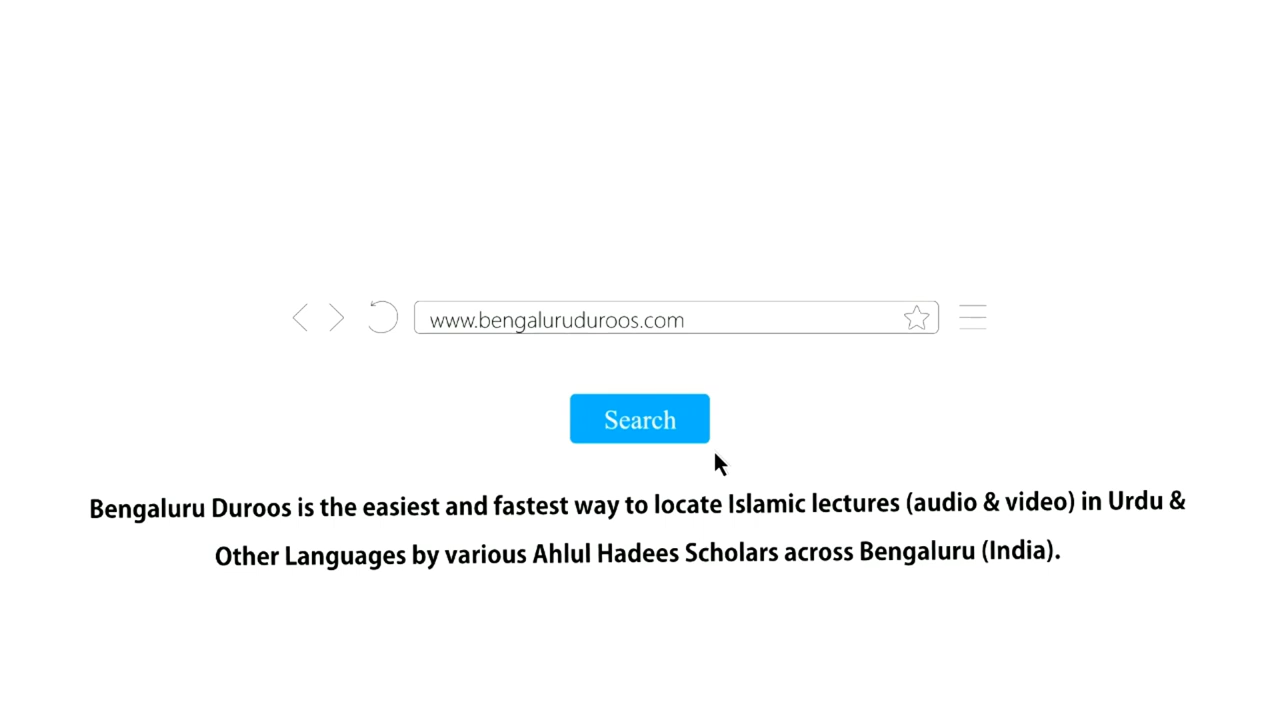 www.bengaluruduroos.com
Search
Bengaluru Duroos is the easiest and fastest way to locate Islamic lectures (audio & video) in Urdu &
Other Languages by various Ahlul Hadees Scholars across Bengaluru (India).